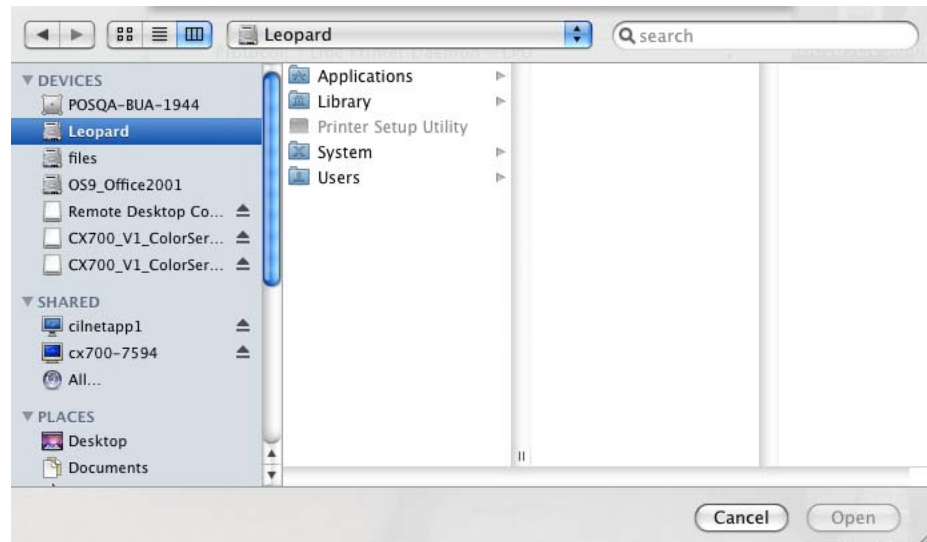 Leopard
search
DEVICES
POSQA-BUA-1944
Leopard
files
OS9_Office2001
Remote Desktop Co...
CX700_V1_ColorSer...
CX700_V1_ColorSer...
SHARED
cilnetapp1
cx700-7594
All...
PLACES
Desktop
Documents
Applications
Library
Printer Setup Utility
System
Users
Cancel
Open